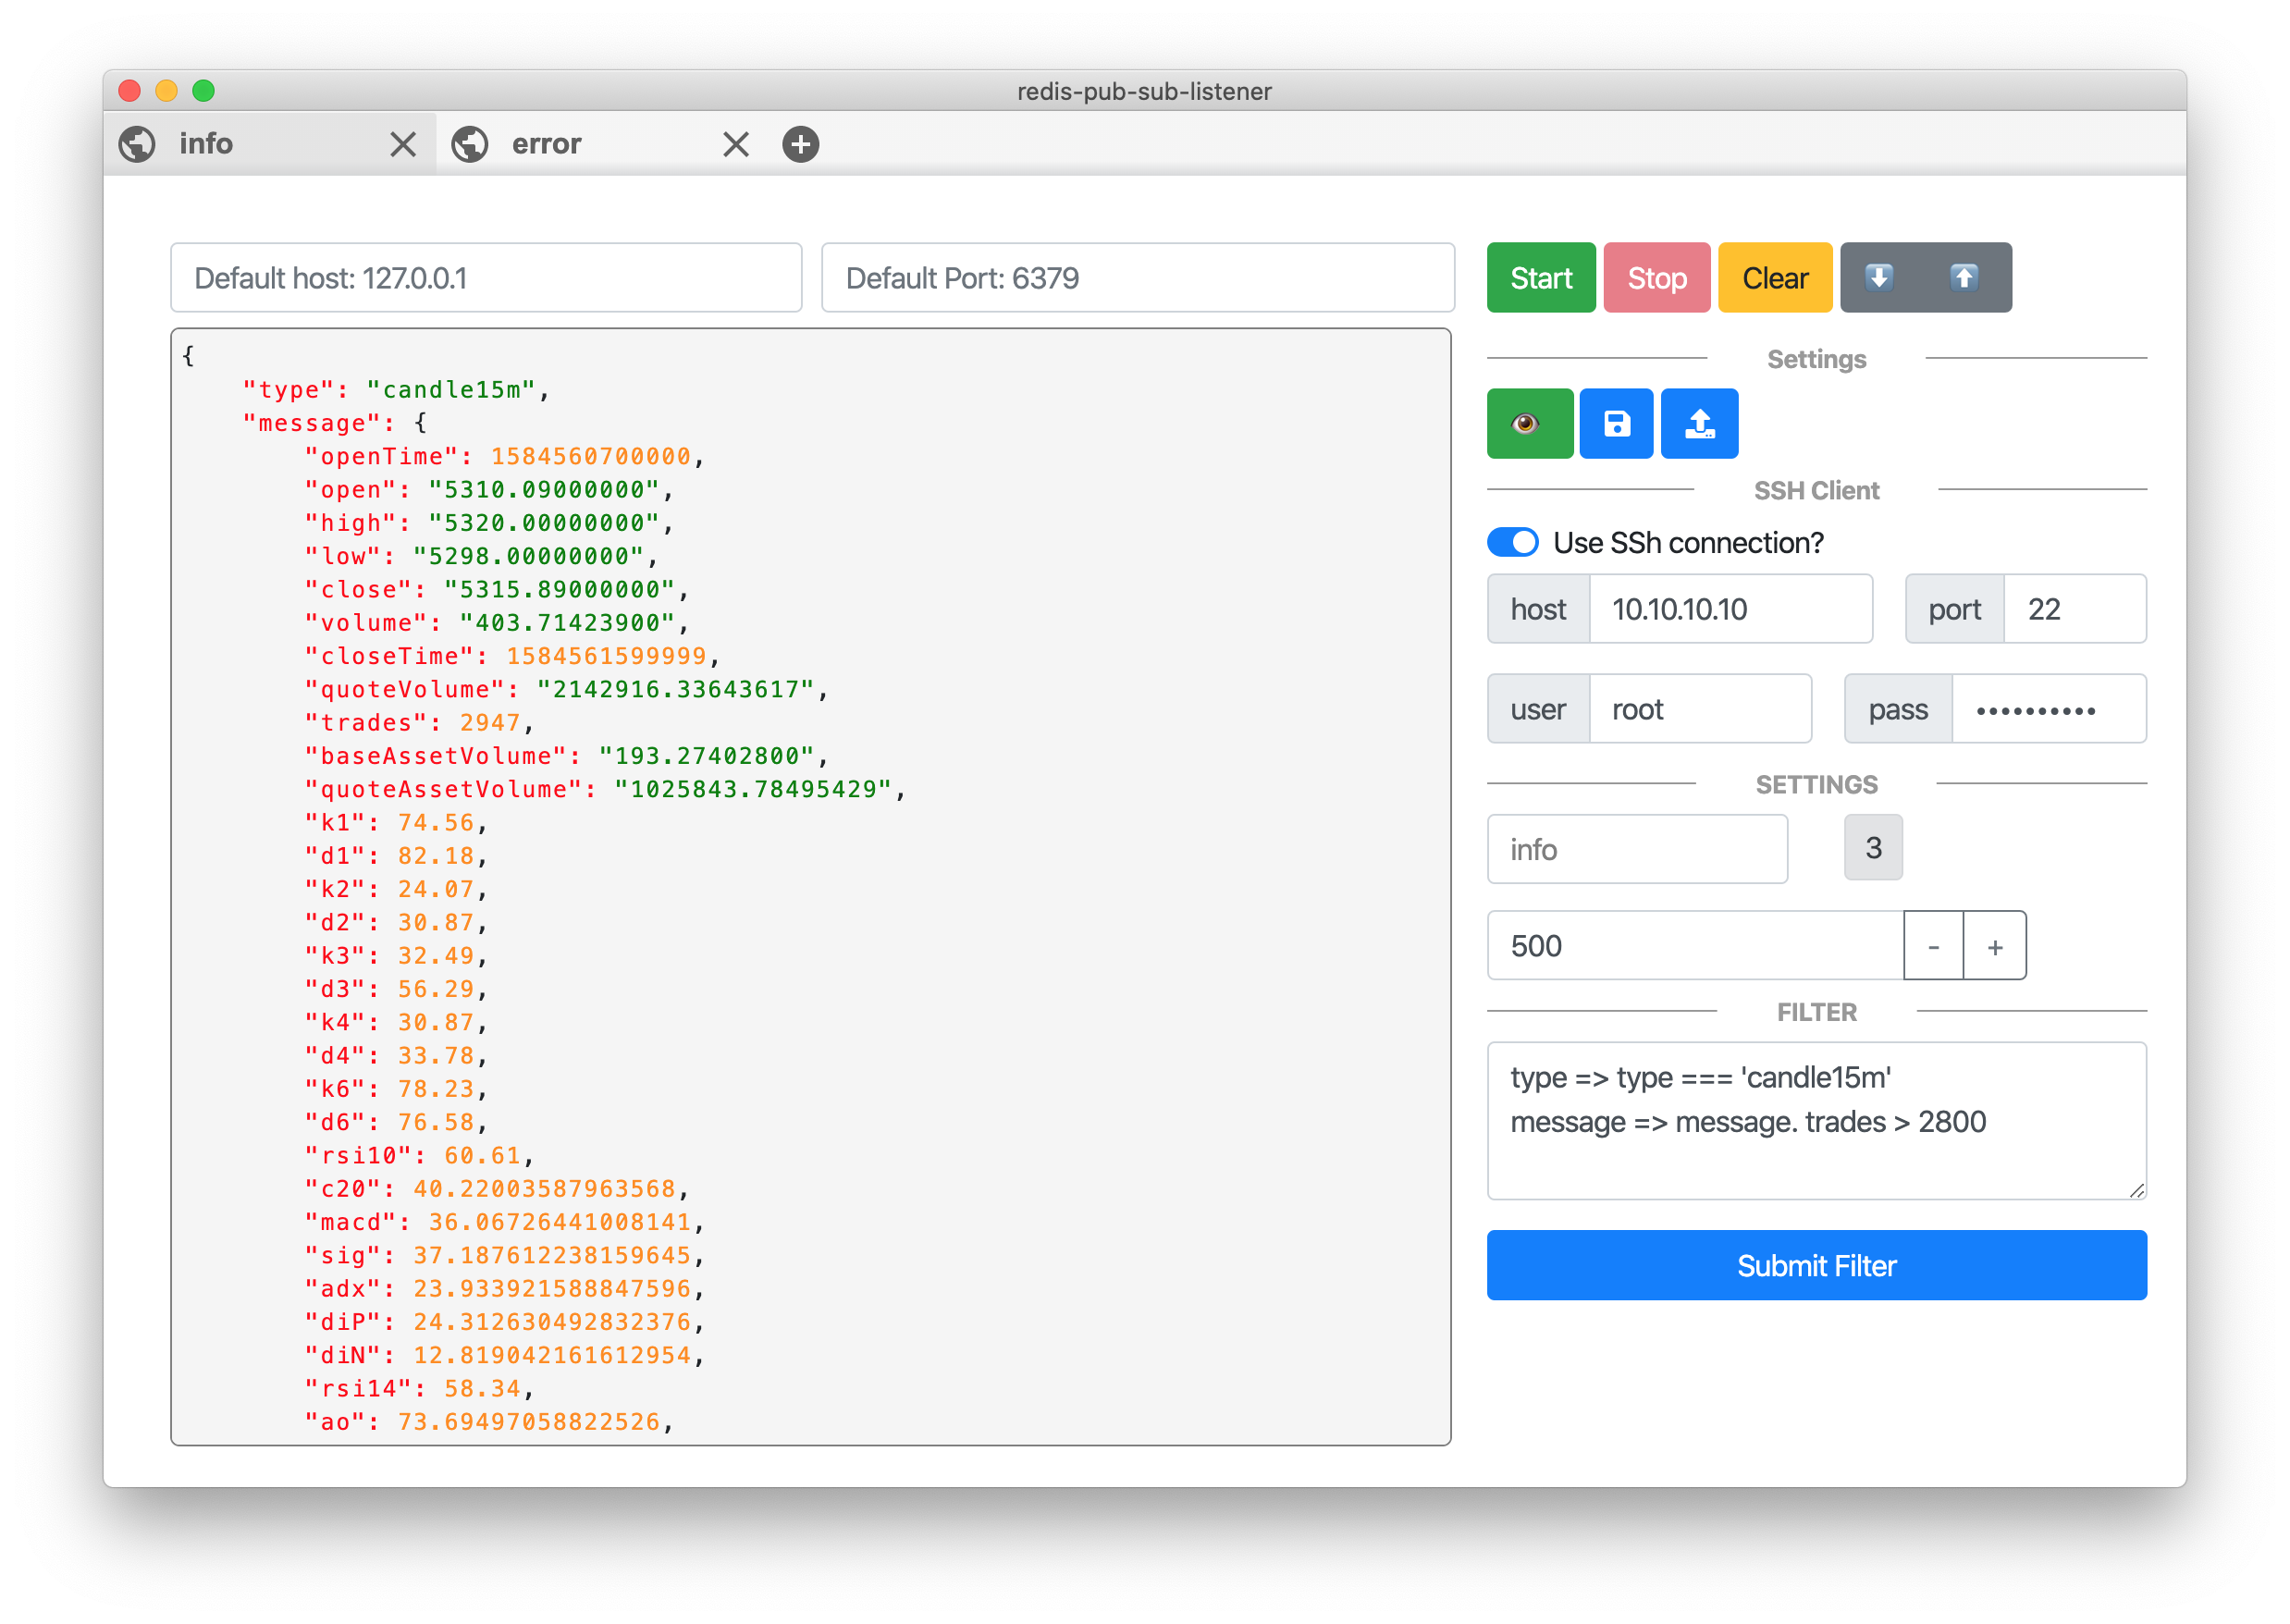 redis-pub-sub-listener
info
error
Default host: 127.0.0.1
Default Port: 6379
Start
Stop
Clear
{
"type": "candle15m",
"message": {
"openTime": 1584560700000,
"open": "5310.09000000",
"high": "5320.00000000",
"low": "5298.00000000",
"close": "5315.89000000",
"volume": "403.71423900",
"closeTime": 1584561599999,
"quoteVolume": "2142916.33643617",
"trades": 2947,
"baseAssetVolume": "193.27402800",
"quoteAssetVolume": "1025843.78495429",
"k1": 74.56,
"d1": 82.18,
"k2": 24.07,
"d2": 30.87,
"k3": 32.49,
"d3": 56.29,
"k4": 30.87,
"d4": 33.78,
"k6": 78.23,
"d6": 76.58,
"rsi10": 60.61,
"c20": 40.22003587963568,
"macd": 36.06726441008141,
"sig": 37.187612238159645,
"adx": 23.933921588847596,
"diP": 24.312630492832376,
"diN": 12.819042161612954,
"rsi14": 58.34,
"ao": 73.69497058822526,
Settings
SSH Client
Use SSh connection?
host
10.10.10.10
port
22
user
root
pass
••••••••••
SETTINGS
info
3
500
-
+
FILTER
type => type === 'candle15m'
message => message. trades > 2800
Submit Filter